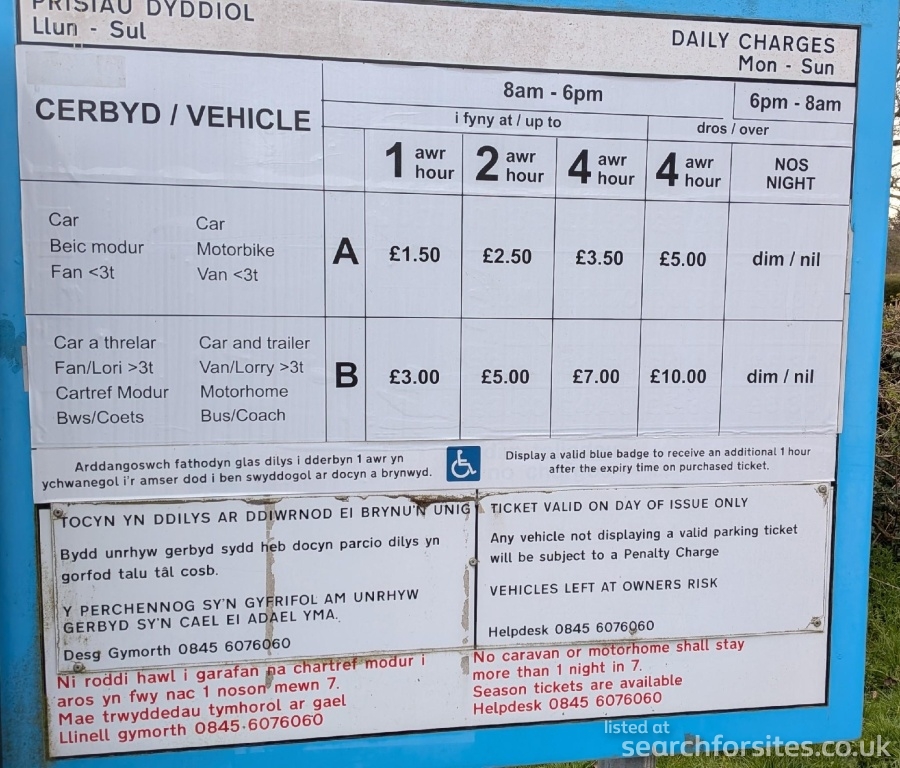 PRISIAU DYDDIOL
Llun - Sul
DAILY CHARGES
Mon - Sun
CERBYD / VEHICLE
8am - 6pm
6pm - 8am
i fyny at / up to
dros / over
1 awr hour
2 awr hour
4 awr hour
4 awr hour
NOS
NIGHT
Car
Beic modur
Fan <3t
Car
Motorbike
Van <3t
A
£1.50
£2.50
£3.50
£5.00
dim / nil
Car a threlar
Fan/Lori >3t
Cartref Modur
Bws/Coets
Car and trailer
Van/Lorry >3t
Motorhome
Bus/Coach
B
£3.00
£5.00
£7.00
£10.00
dim / nil
Arddangoswch fathodyn glas dilys i dderbyn 1 awr yn
ychwanegol i'r amser dod i ben swyddogol ar docyn a brynwyd.
Display a valid blue badge to receive an additional 1 hour
after the expiry time on purchased ticket.
TOCYN YN DDILYS AR DDIWRNOD EI BRYNU'N UNIG
Bydd unrhyw gerbyd sydd heb docyn parcio dilys yn
gorfod talu tâl cosb.
Y PERCHENNOG SY'N GYFRIFOL AM UNRHYW
GERBYD SY'N CAEL EI ADAEL YMA.
Desg Gymorth 0845 6076060
TICKET VALID ON DAY OF ISSUE ONLY
Any vehicle not displaying a valid parking ticket
will be subject to a Penalty Charge
VEHICLES LEFT AT OWNERS RISK
Helpdesk 0845 6076060
Ni roddi hawl i garafan na chartref modur i
aros yn fwy nac 1 noson mewn 7.
Mae trwyddedau tymhorol ar gael
Llinell gymorth 0845 6076060
No caravan or motorhome shall stay
more than 1 night in 7.
Season tickets are available
Helpdesk 0845 6076060
listed at
searchforsites.co.uk